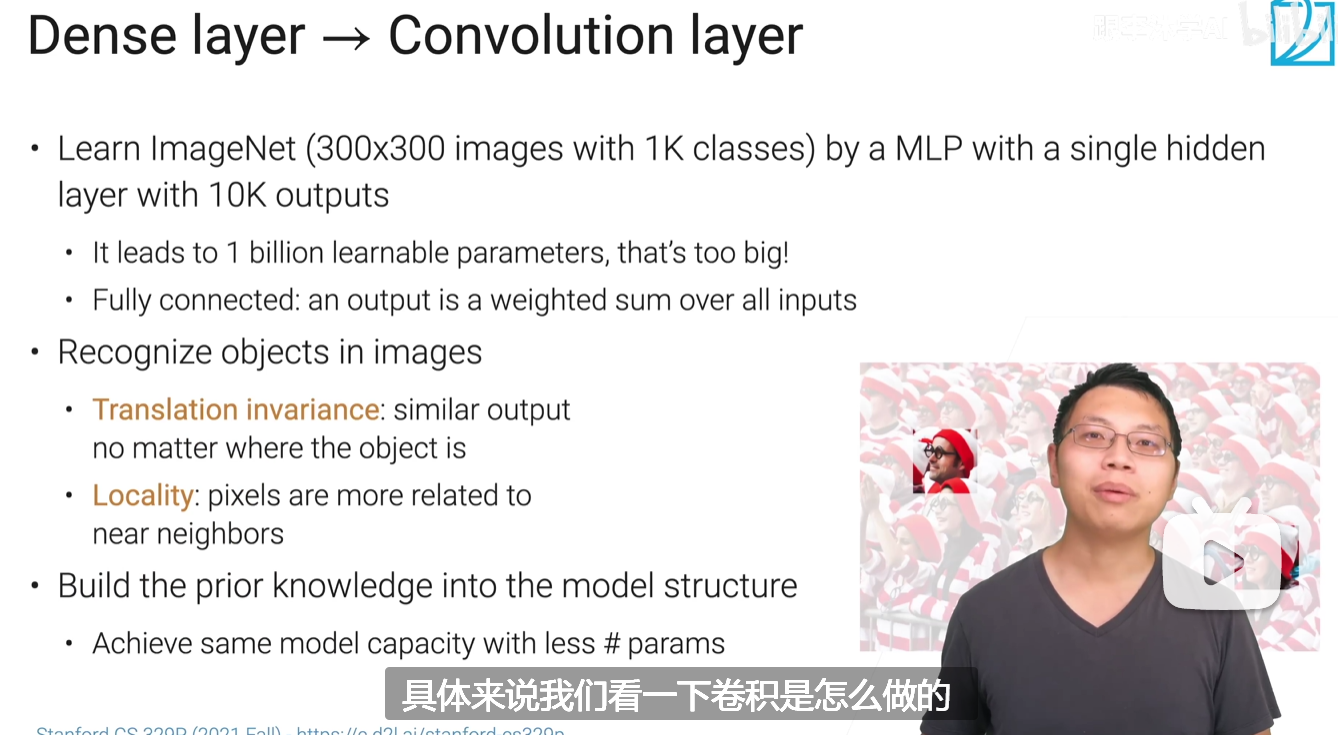 Dense layer → Convolution layer
• Learn ImageNet (300x300 images with 1K classes) by a MLP with a single hidden
layer with 10K outputs
• It leads to 1 billion learnable parameters, that's too big!
• Fully connected: an output is a weighted sum over all inputs
• Recognize objects in images
• Translation invariance: similar output
no matter where the object is
• Locality: pixels are more related to
near neighbors
• Build the prior knowledge into the model structure
• Achieve same model capacity with less # params
具体来说我们看一下卷积是怎么做的
Stanford CS 329P (2021 Fall) - https://c.d2l.ai/stanford-cs329p